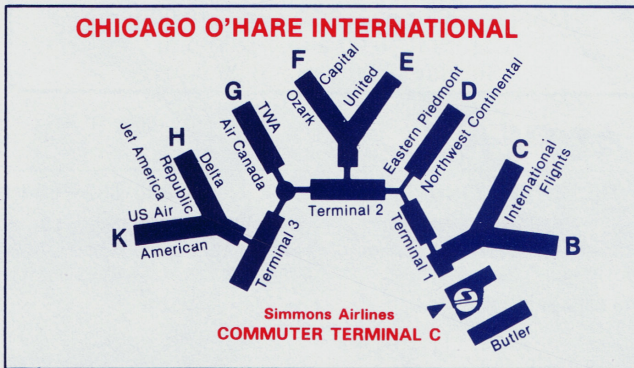 CHICAGO O'HARE INTERNATIONAL
F
Capital
Ozark
United
E
G
TWA
Air Canada
Eastern Piedmont
Northwest Continental
D
H
Delta
Republic
Jet America
US Air
K
American
C
International
Flights
B
Terminal 3
Terminal 2
Terminal 1
Simmons Airlines
COMMUTER TERMINAL C
S
Butler